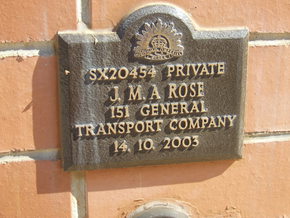 SX20454 PRIVATE
J. M. A ROSE
151 GENERAL
TRANSPORT COMPANY
14. 10. 2003